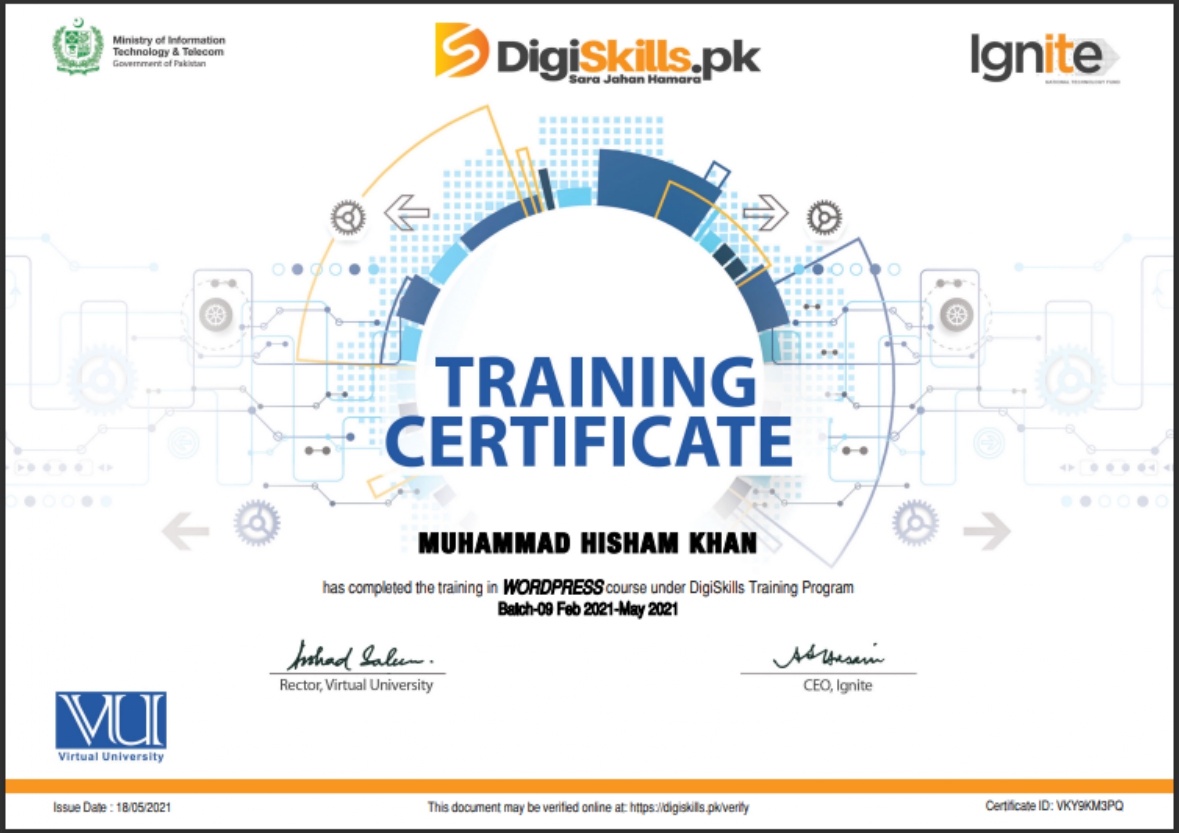 Ministry of Information
Technology & Telecom
Government of Pakistan
DigiSkills.pk
Sara Jahan Hamara
Ignite
NATIONAL TECHNOLOGY FUND
TRAINING
CERTIFICATE
MUHAMMAD HISHAM KHAN
has completed the training in WORDPRESS course under DigiSkills Training Program
Batch-09 Feb 2021-May 2021
Rector, Virtual University
CEO, Ignite
VU
Virtual University
Issue Date : 18/05/2021
This document may be verified online at: https://digiskills.pk/verify
Certificate ID: VKY9KM3PQ